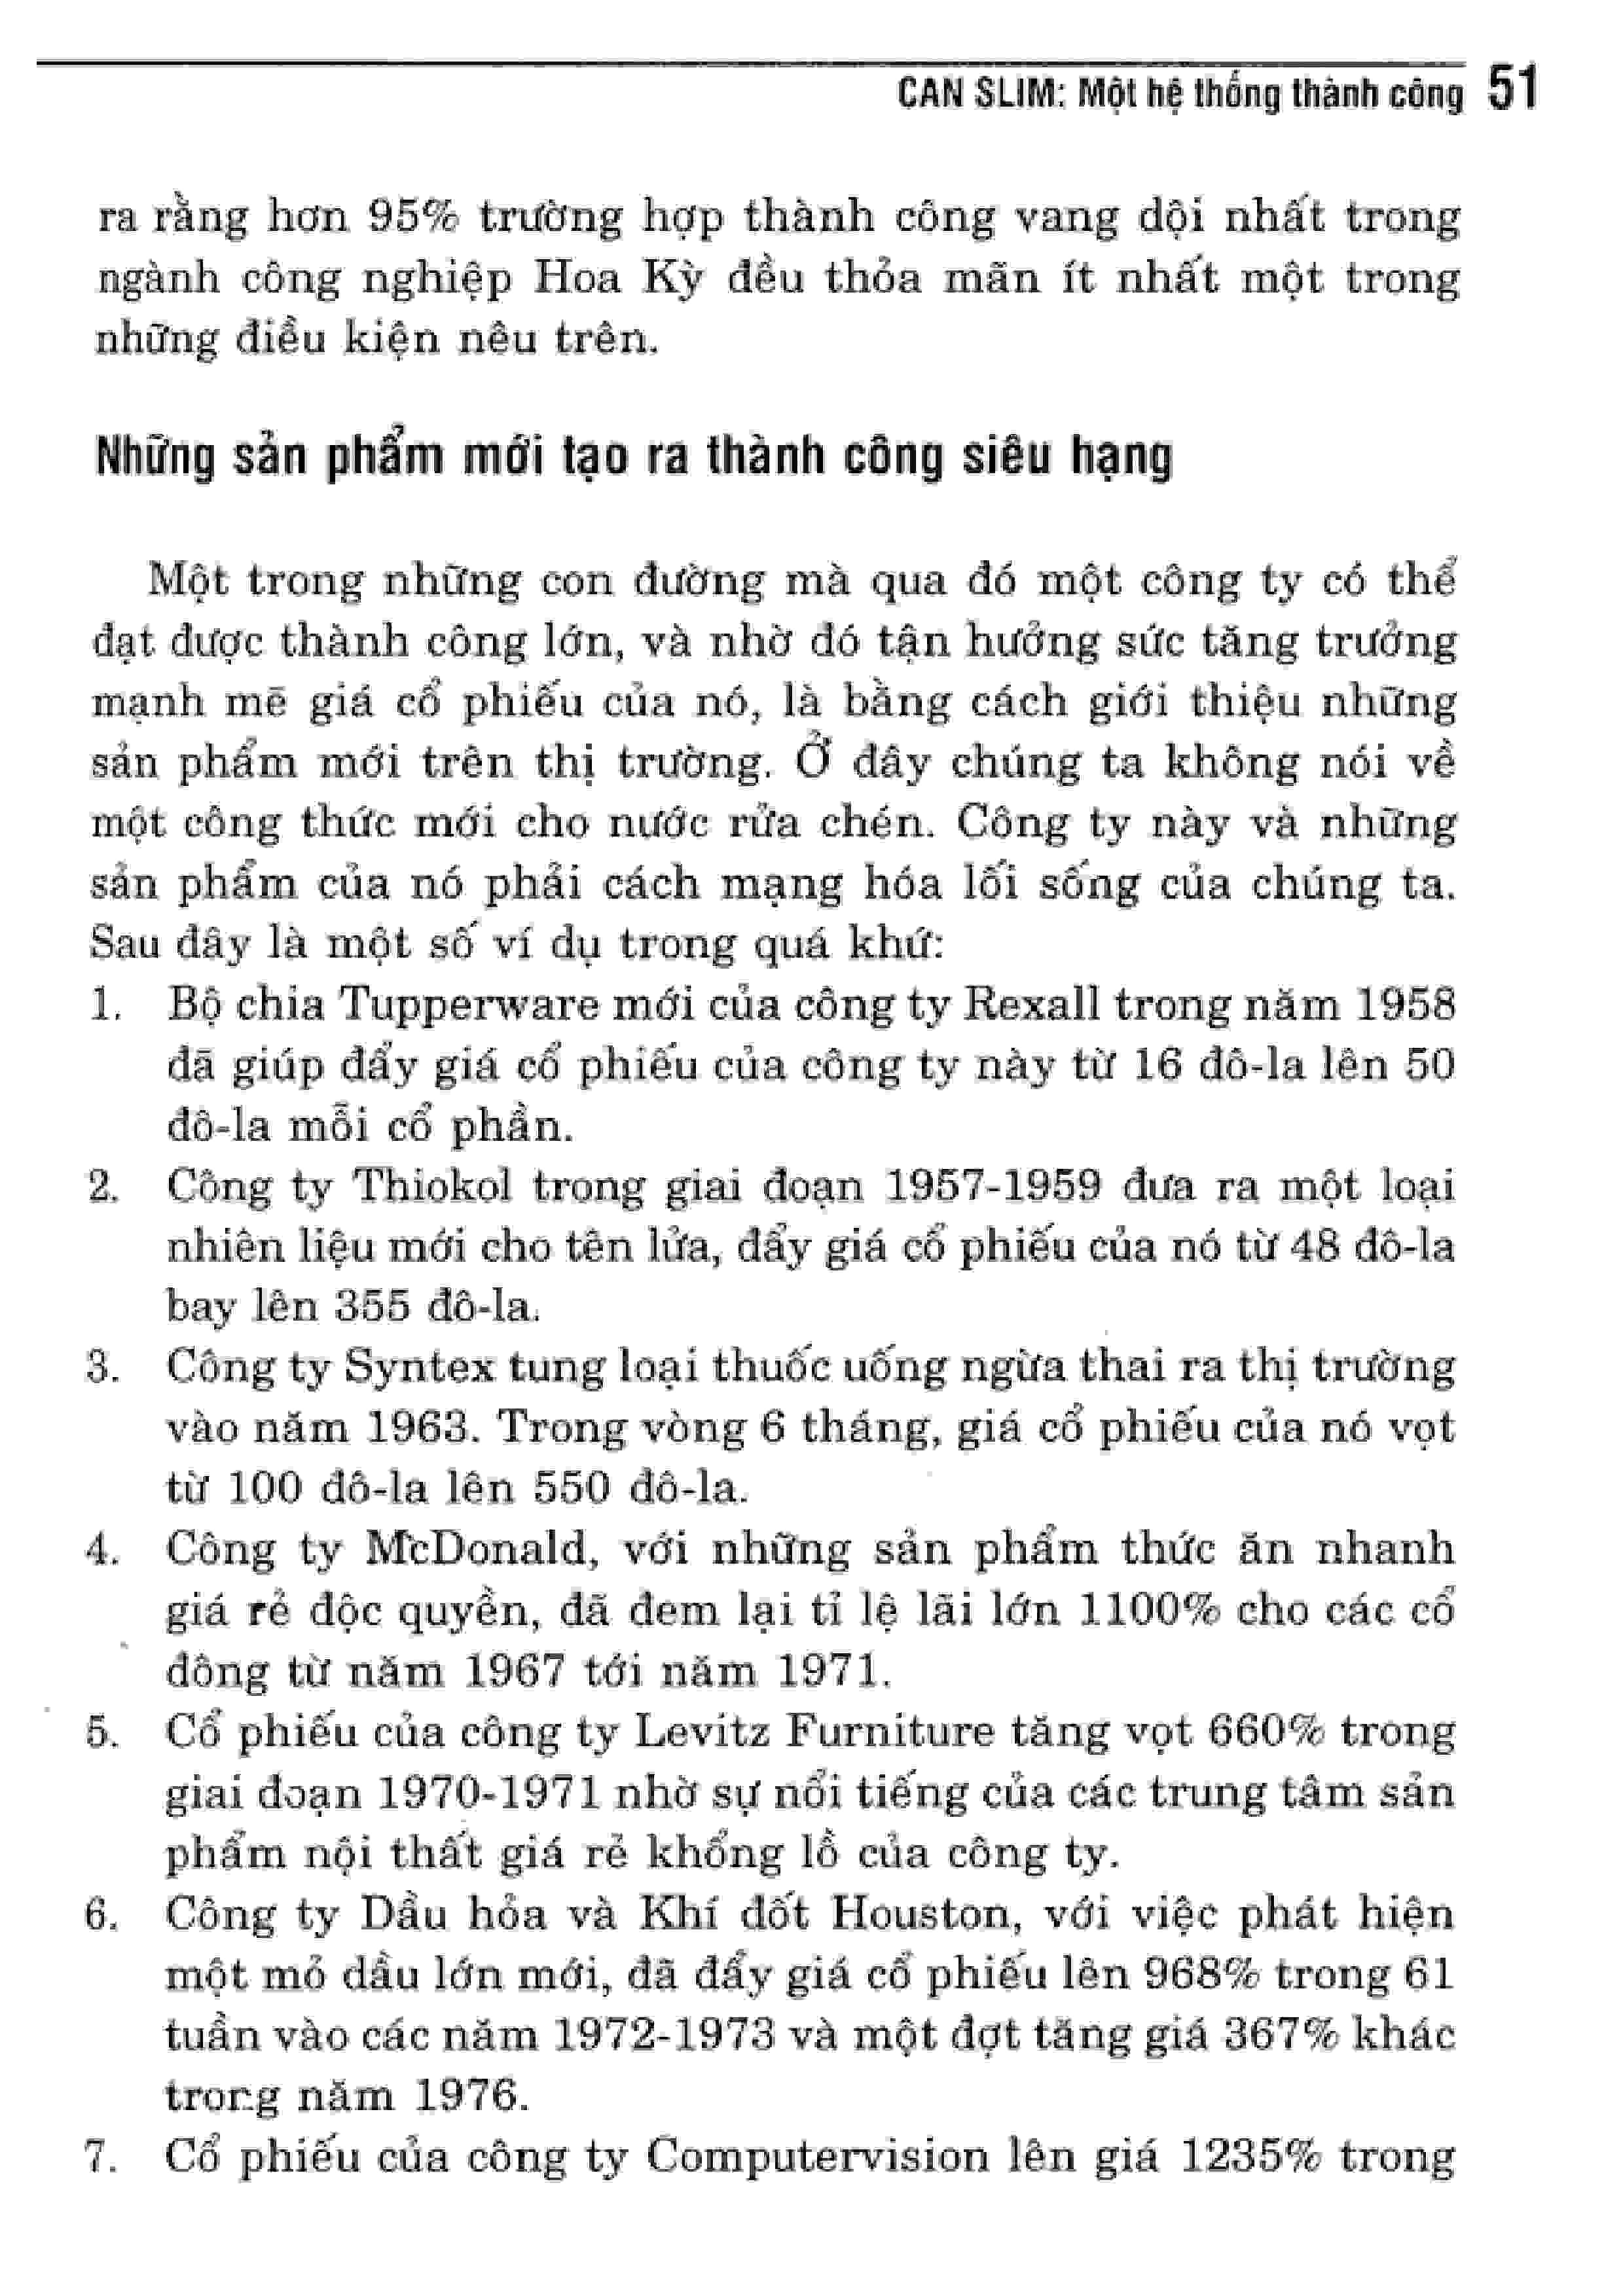 CAN SLIM: Một hệ thống thành công 51
ra rằng hơn 95% trường hợp thành công vang dội nhất trong
ngành công nghiệp Hoa Kỳ đều thỏa mãn ít nhất một trong
những điều kiện nêu trên.
Những sản phẩm mới tạo ra thành công siêu hạng
Một trong những con đường mà qua đó một công ty có thể
đạt được thành công lớn, và nhờ đó tận hưởng sức tăng trưởng
mạnh mẽ giá cổ phiếu của nó, là bằng cách giới thiệu những
sản phẩm mới trên thị trường. Ở đây chúng ta không nói về
một công thức mới cho nước rửa chén. Công ty này và những
sản phẩm của nó phải cách mạng hóa lối sống của chúng ta.
Sau đây là một số ví dụ trong quá khứ:
1. Bộ chia Tupperware mới của công ty Rexall trong năm 1958
đã giúp đẩy giá cổ phiếu của công ty này từ 16 đô-la lên 50
đô-la mỗi cổ phần.
2. Công ty Thiokol trong giai đoạn 1957-1959 đưa ra một loại
nhiên liệu mới cho tên lửa, đẩy giá cổ phiếu của nó từ 48 đô-la
bay lên 355 đô-la.
3. Công ty Syntex tung loại thuốc uống ngừa thai ra thị trường
vào năm 1963. Trong vòng 6 tháng, giá cổ phiếu của nó vọt
từ 100 đô-la lên 550 đô-la.
4. Công ty McDonald, với những sản phẩm thức ăn nhanh
giá rẻ độc quyền, đã đem lại tỉ lệ lãi lớn 1100% cho các cổ
đông từ năm 1967 tới năm 1971.
5. Cổ phiếu của công ty Levitz Furniture tăng vọt 660% trong
giai đoạn 1970-1971 nhờ sự nổi tiếng của các trung tâm sản
phẩm nội thất giá rẻ khổng lồ của công ty.
6. Công ty Dầu hỏa và Khí đốt Houston, với việc phát hiện
một mỏ dầu lớn mới, đã đẩy giá cổ phiếu lên 968% trong 61
tuần vào các năm 1972-1973 và một đợt tăng giá 367% khác
trong năm 1976.
7. Cổ phiếu của công ty Computervision lên giá 1235% trong